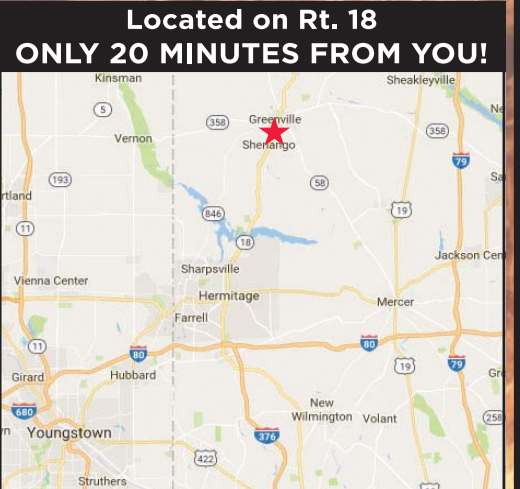 Located on Rt. 18
ONLY 20 MINUTES FROM YOU!
Kinsman
Sheakleyville
5
358
Greenville
358
Vernon
Shenango
79
193
58
rtland
846
19
11
18
Jackson Cen
Sharpsville
Vienna Center
Hermitage
Mercer
Farrell
11
80
80
19
79
Girard
Hubbard
680
New
Wilmington
Volant
258
Youngstown
376
422
Struthers